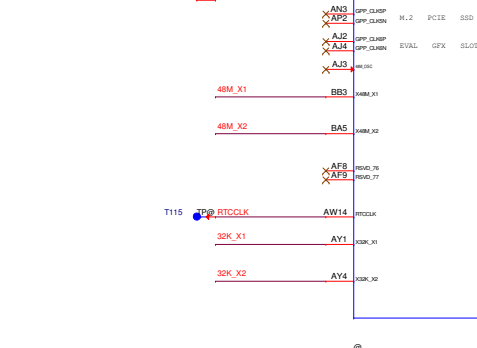 AN3 GPP_CLK5P
AP2 GPP_CLK5N
M.2 PCIE SSD
AJ2 GPP_CLK6P
AJ4 GPP_CLK6N
EVAL GFX SLOT
AJ3 48M_OSC
48M_X1 BB3 X48M_X1
48M_X2 BA5 X48M_X2
AF8 RSVD_76
AF9 RSVD_77
T115 TP@ RTCCLK AW14 RTCCLK
32K_X1 AY1 X32K_X1
32K_X2 AY4 X32K_X2
@